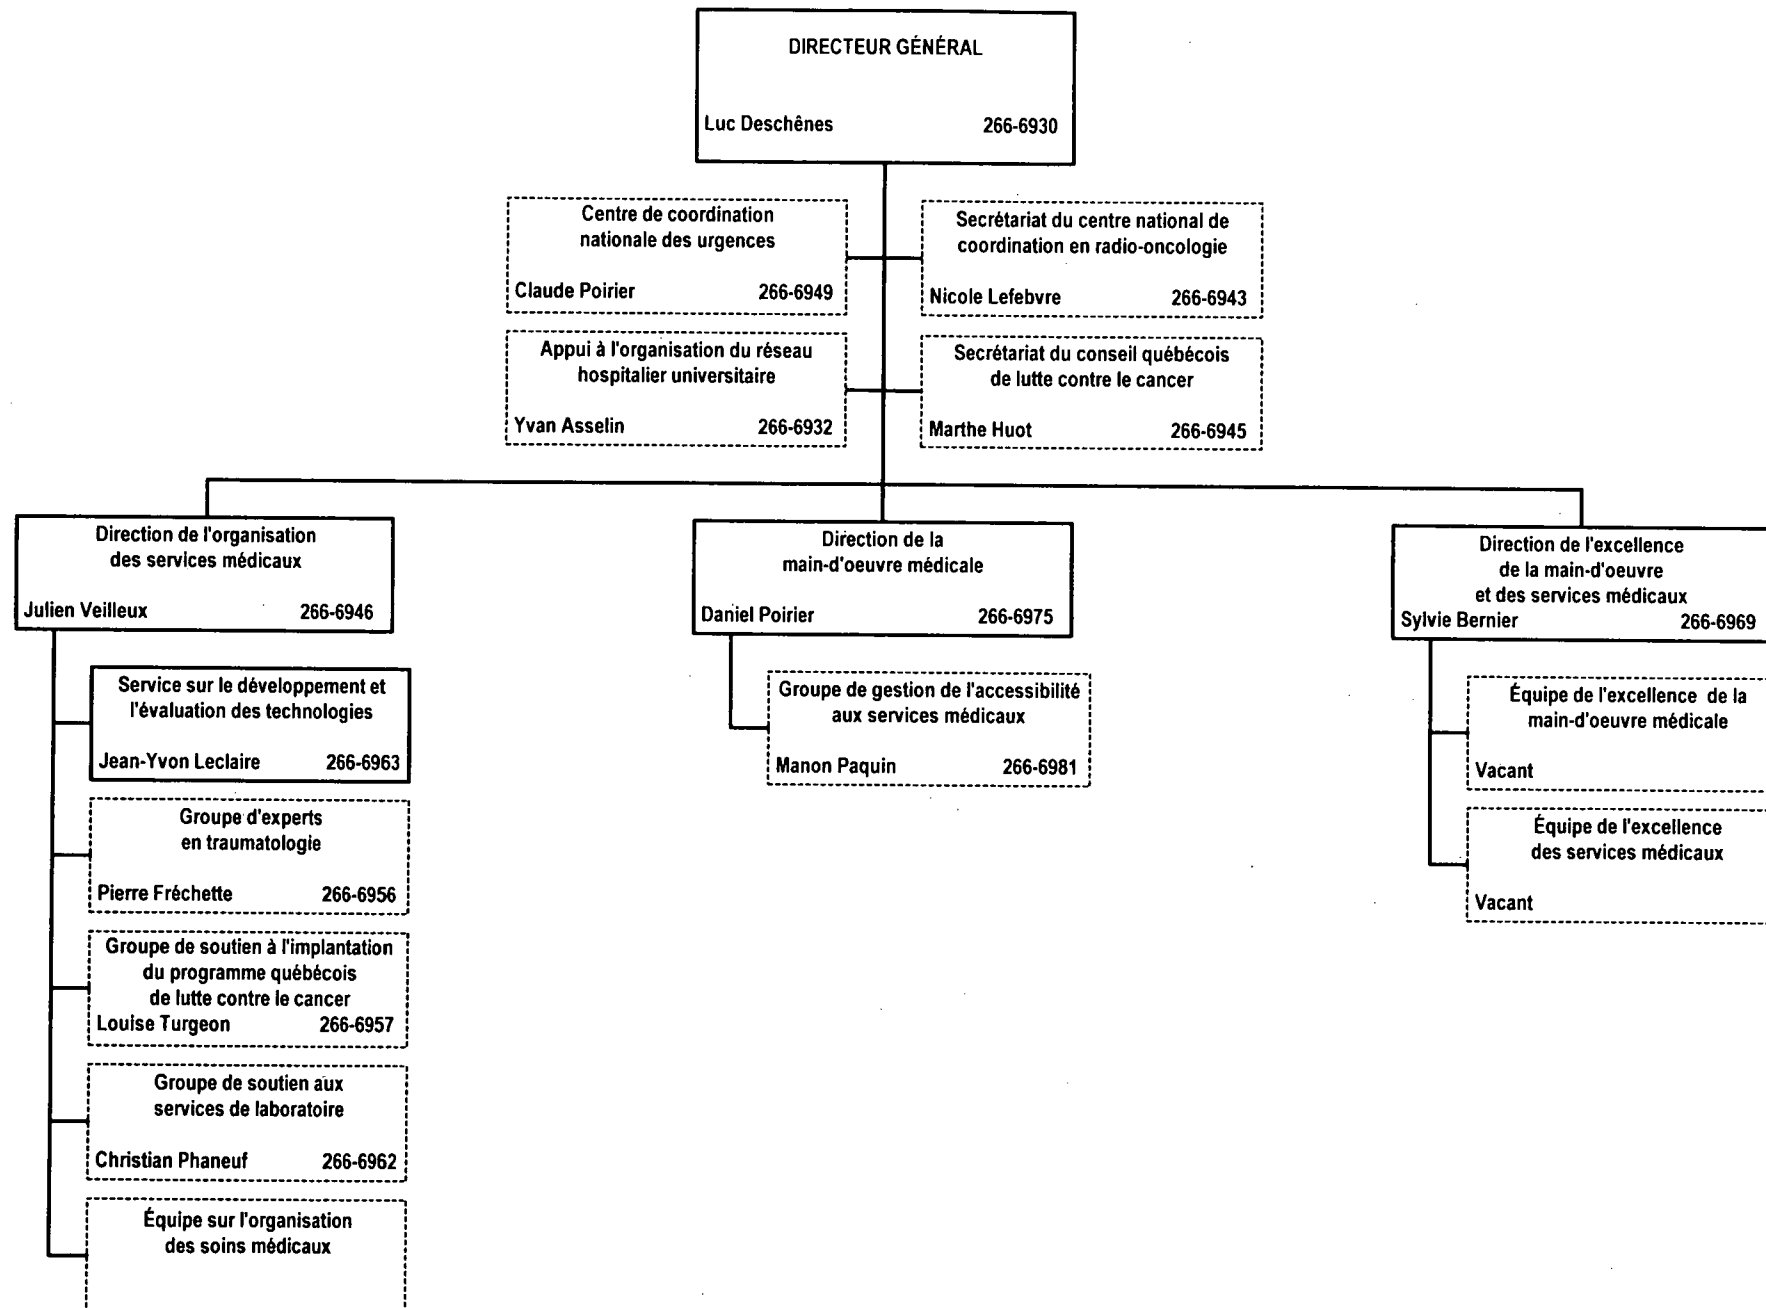 DIRECTEUR GÉNÉRAL
Luc Deschênes 266-6930
Centre de coordination
nationale des urgences
Claude Poirier 266-6949
Secrétariat du centre national de
coordination en radio-oncologie
Nicole Lefebvre 266-6943
Appui à l'organisation du réseau
hospitalier universitaire
Yvan Asselin 266-6932
Secrétariat du conseil québécois
de lutte contre le cancer
Marthe Huot 266-6945
Direction de l'organisation
des services médicaux
Julien Veilleux 266-6946
Service sur le développement et
l'évaluation des technologies
Jean-Yvon Leclaire 266-6963
Groupe d'experts
en traumatologie
Pierre Fréchette 266-6956
Groupe de soutien à l'implantation
du programme québécois
de lutte contre le cancer
Louise Turgeon 266-6957
Groupe de soutien aux
services de laboratoire
Christian Phaneuf 266-6962
Équipe sur l'organisation
des soins médicaux
Direction de la
main-d'oeuvre médicale
Daniel Poirier 266-6975
Groupe de gestion de l'accessibilité
aux services médicaux
Manon Paquin 266-6981
Direction de l'excellence
de la main-d'oeuvre
et des services médicaux
Sylvie Bernier 266-6969
Équipe de l'excellence de la
main-d'oeuvre médicale
Vacant
Équipe de l'excellence
des services médicaux
Vacant